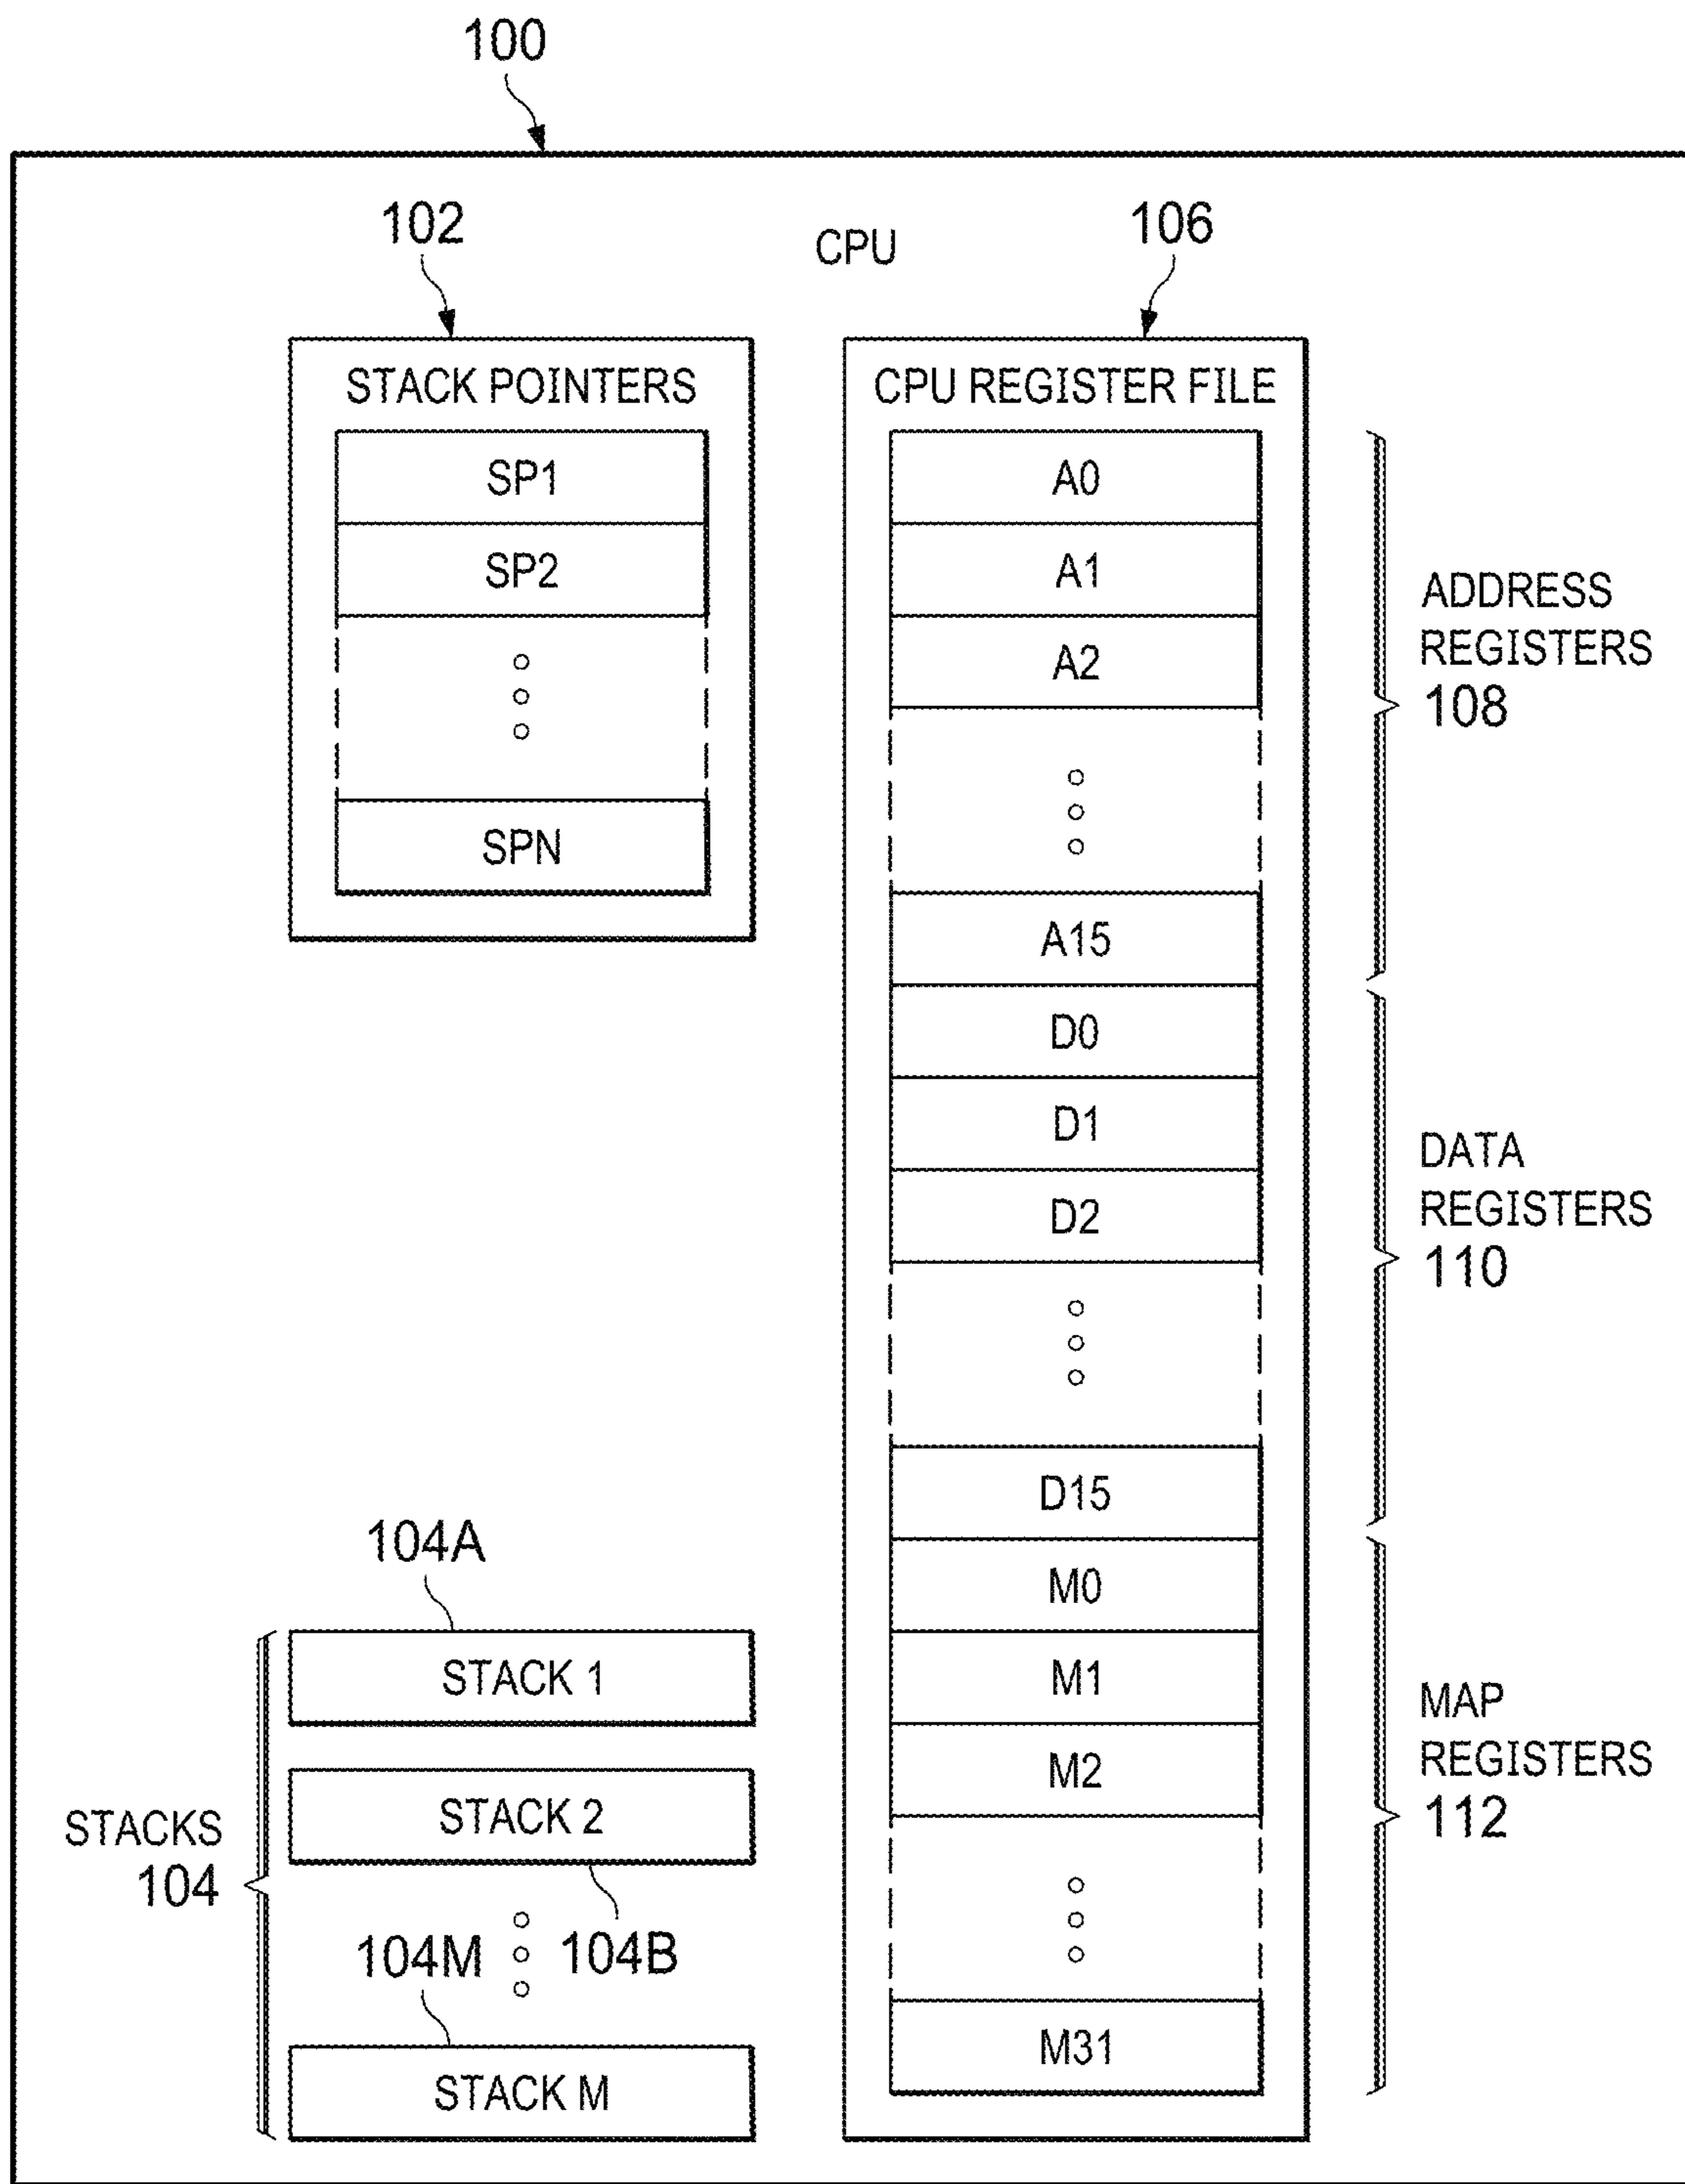 100
102
CPU
106
STACK POINTERS
SP1
SP2
SPN
CPU REGISTER FILE
A0
A1
A2
A15
D0
D1
D2
D15
M0
M1
M2
M31
ADDRESS
REGISTERS
108
DATA
REGISTERS
110
MAP
REGISTERS
112
104A
STACK 1
STACK 2
STACKS
104
104M
104B
STACK M